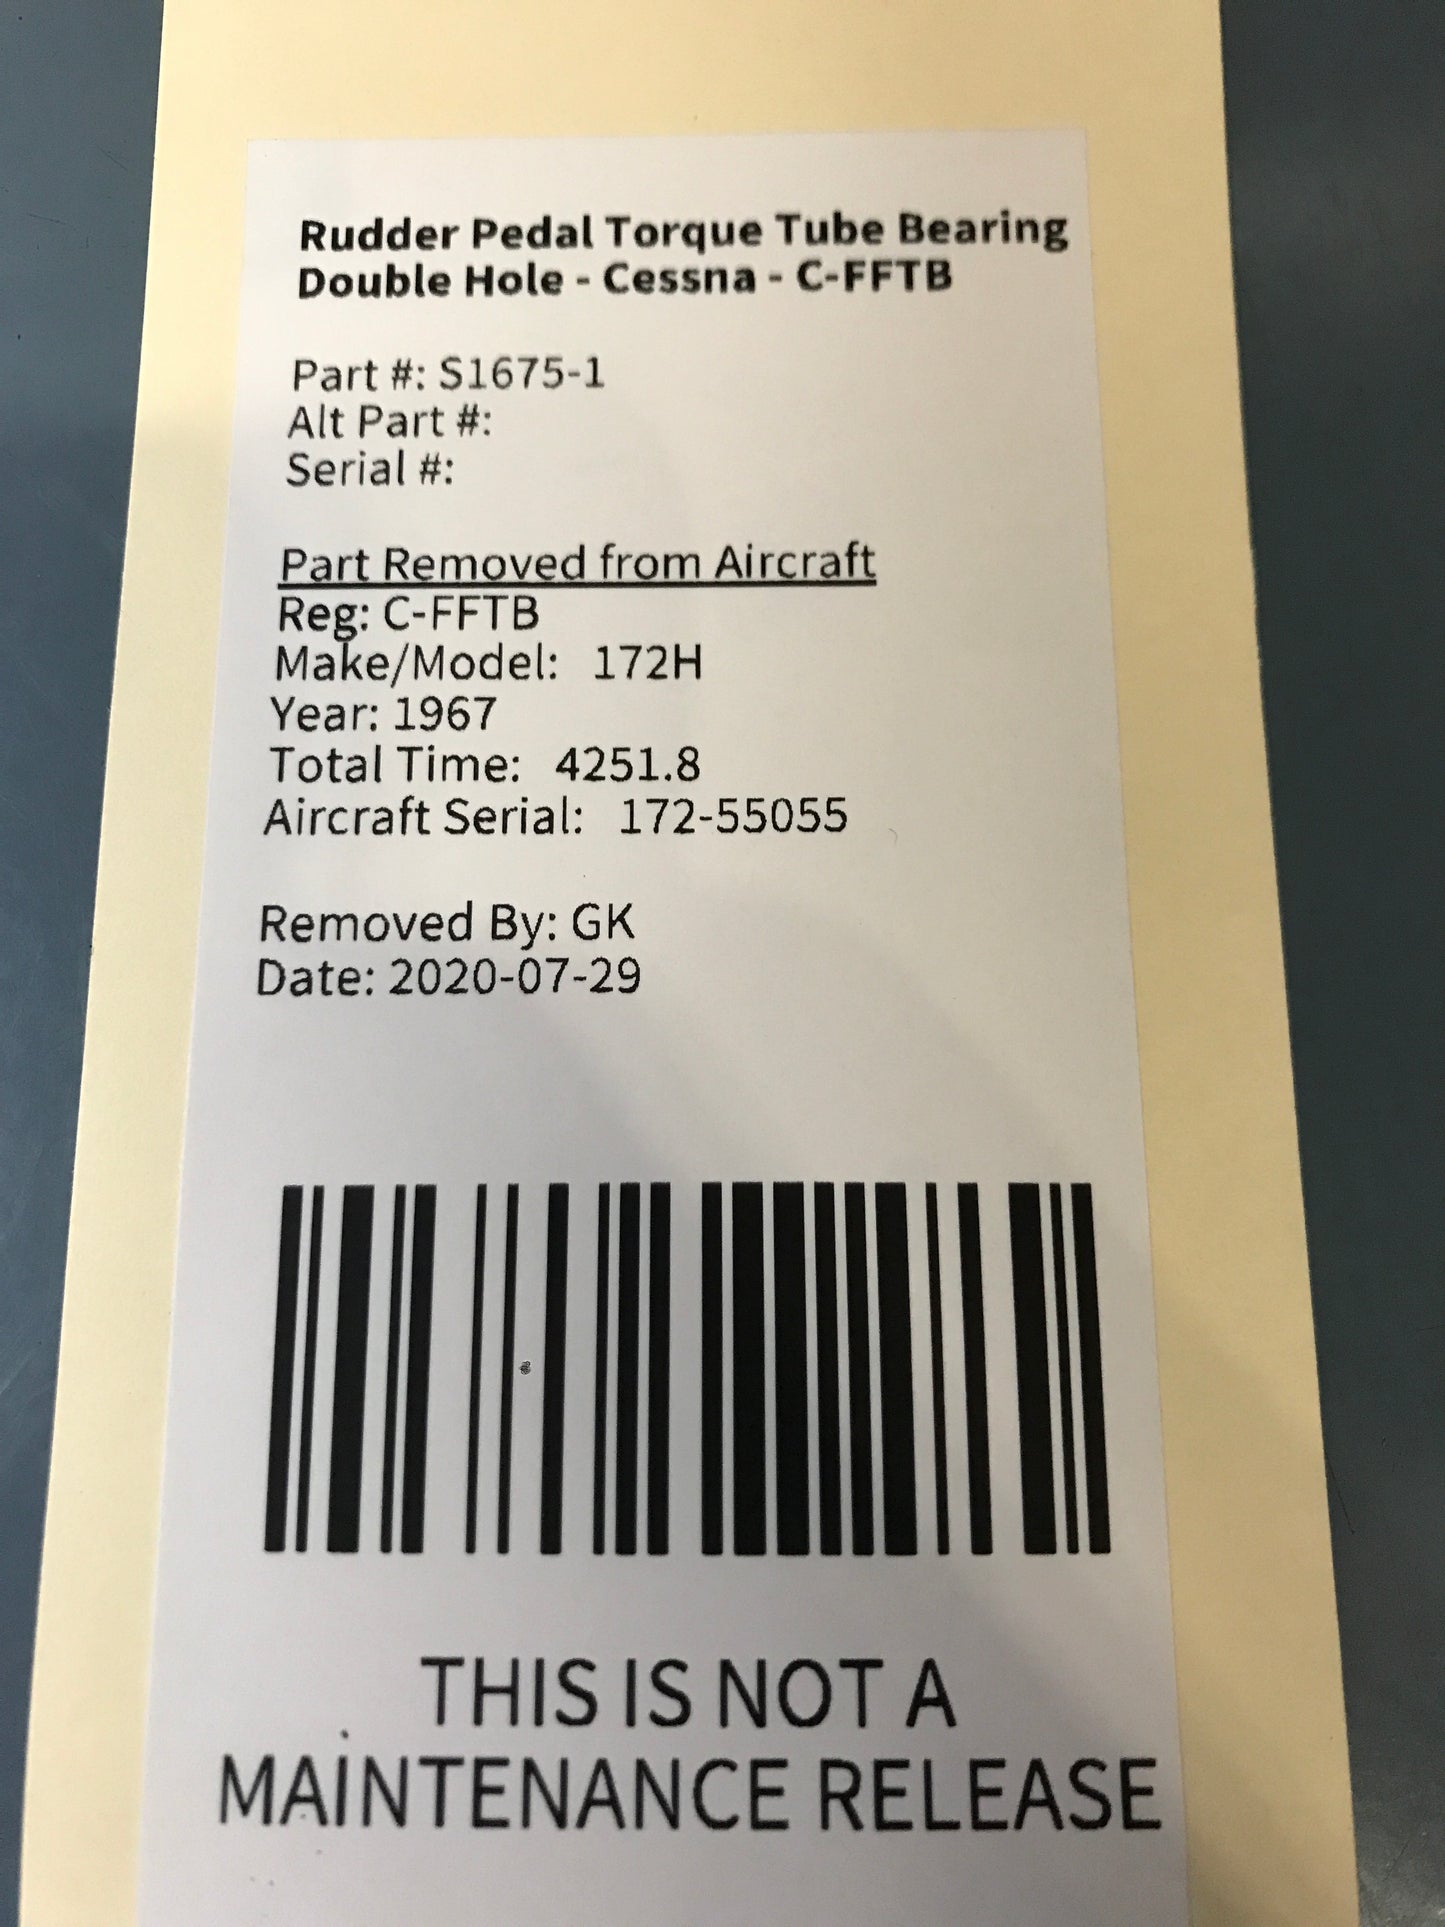 Rudder Pedal Torque Tube Bearing
Double Hole - Cessna - C-FFTB
Part #: S1675-1
Alt Part #:
Serial #:
Part Removed from Aircraft
Reg: C-FFTB
Make/Model: 172H
Year: 1967
Total Time: 4251.8
Aircraft Serial: 172-55055
Removed By: GK
Date: 2020-07-29
THIS IS NOT A
MAINTENANCE RELEASE